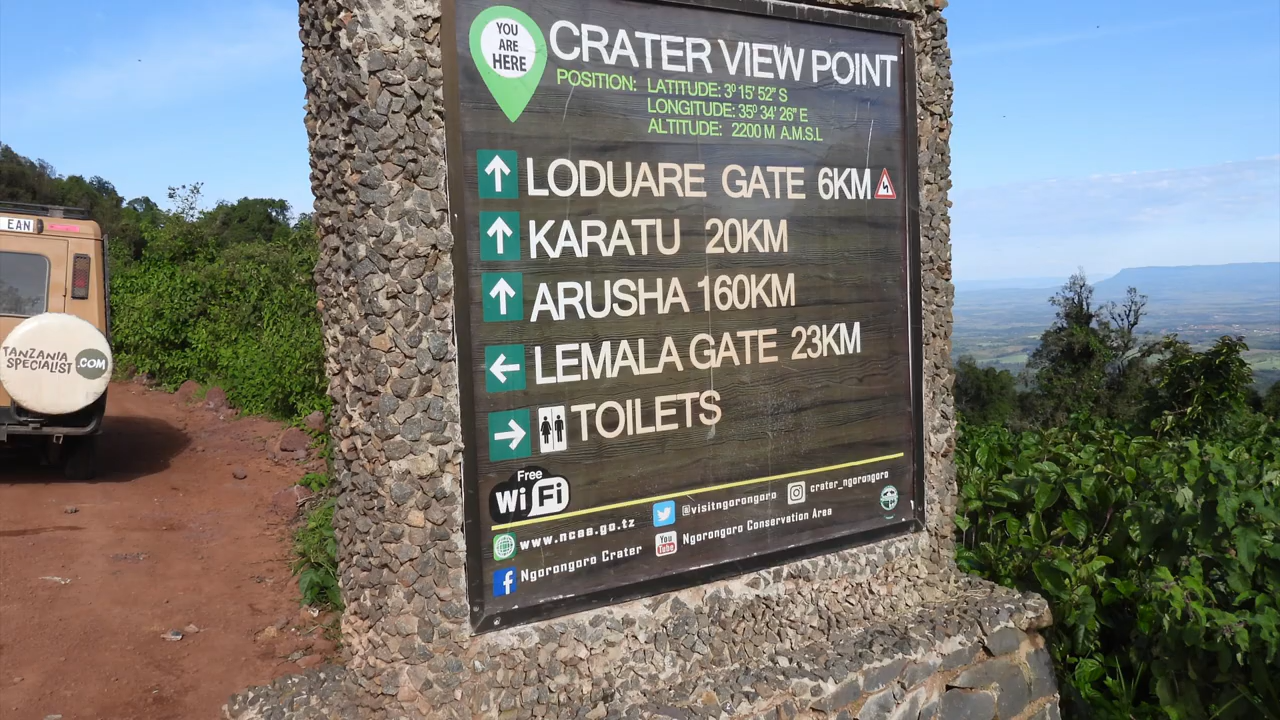 YOU
ARE
HERE
CRATER VIEW POINT
POSITION: LATITUDE: 3º 15' 52" S
LONGITUDE: 35º 34' 26" E
ALTITUDE: 2200 M A.M.S.L
LODUARE GATE 6KM
KARATU 20KM
ARUSHA 160KM
LEMALA GATE 23KM
TOILETS
Free
WiFi
www.ncaa.go.tz
@visitngorongoro
crater_ngorongoro
Ngorongoro Crater
You Tube
Ngorongoro Conservation Area
EAN
TANZANIA
SPECIALIST .COM